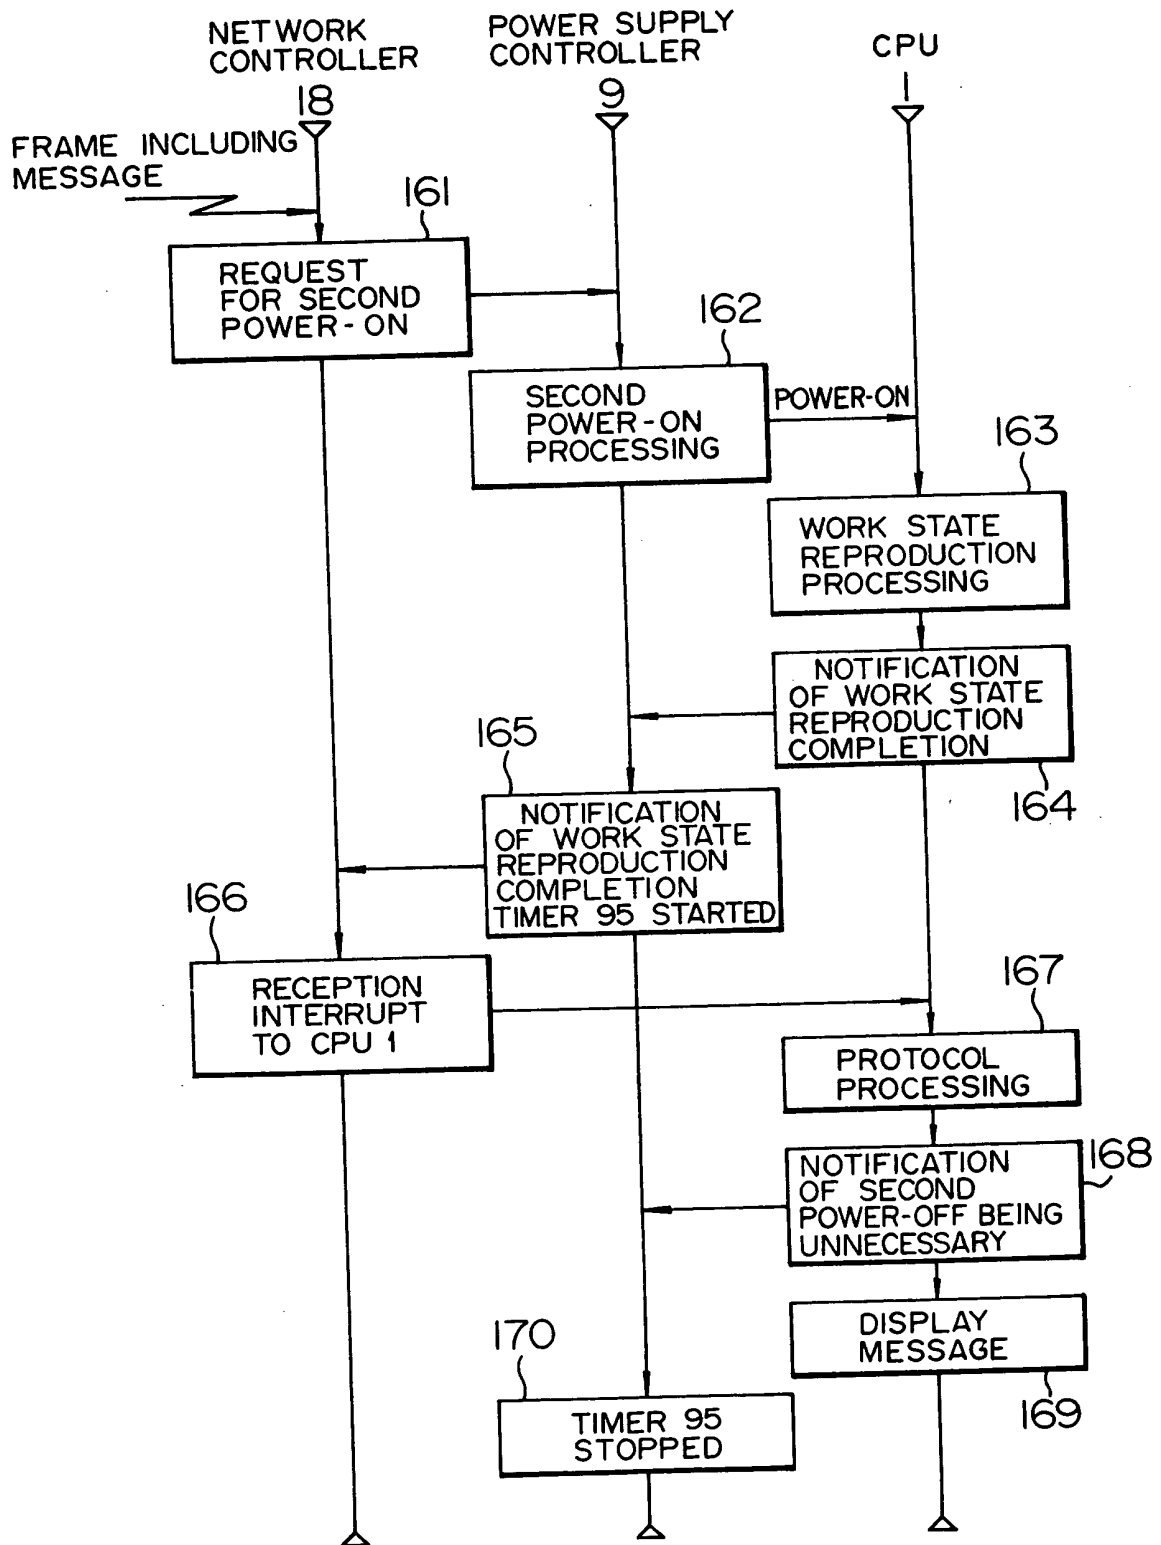 NETWORK
CONTROLLER
18
POWER SUPPLY
CONTROLLER
9
CPU
1
FRAME INCLUDING
MESSAGE
161
REQUEST
FOR SECOND
POWER-ON
162
SECOND
POWER-ON
PROCESSING
POWER-ON
163
WORK STATE
REPRODUCTION
PROCESSING
NOTIFICATION
OF WORK STATE
REPRODUCTION
COMPLETION
164
165
NOTIFICATION
OF WORK STATE
REPRODUCTION
COMPLETION
TIMER 95 STARTED
166
RECEPTION
INTERRUPT
TO CPU 1
167
PROTOCOL
PROCESSING
168
NOTIFICATION
OF SECOND
POWER-OFF BEING
UNNECESSARY
DISPLAY
MESSAGE
169
170
TIMER 95
STOPPED